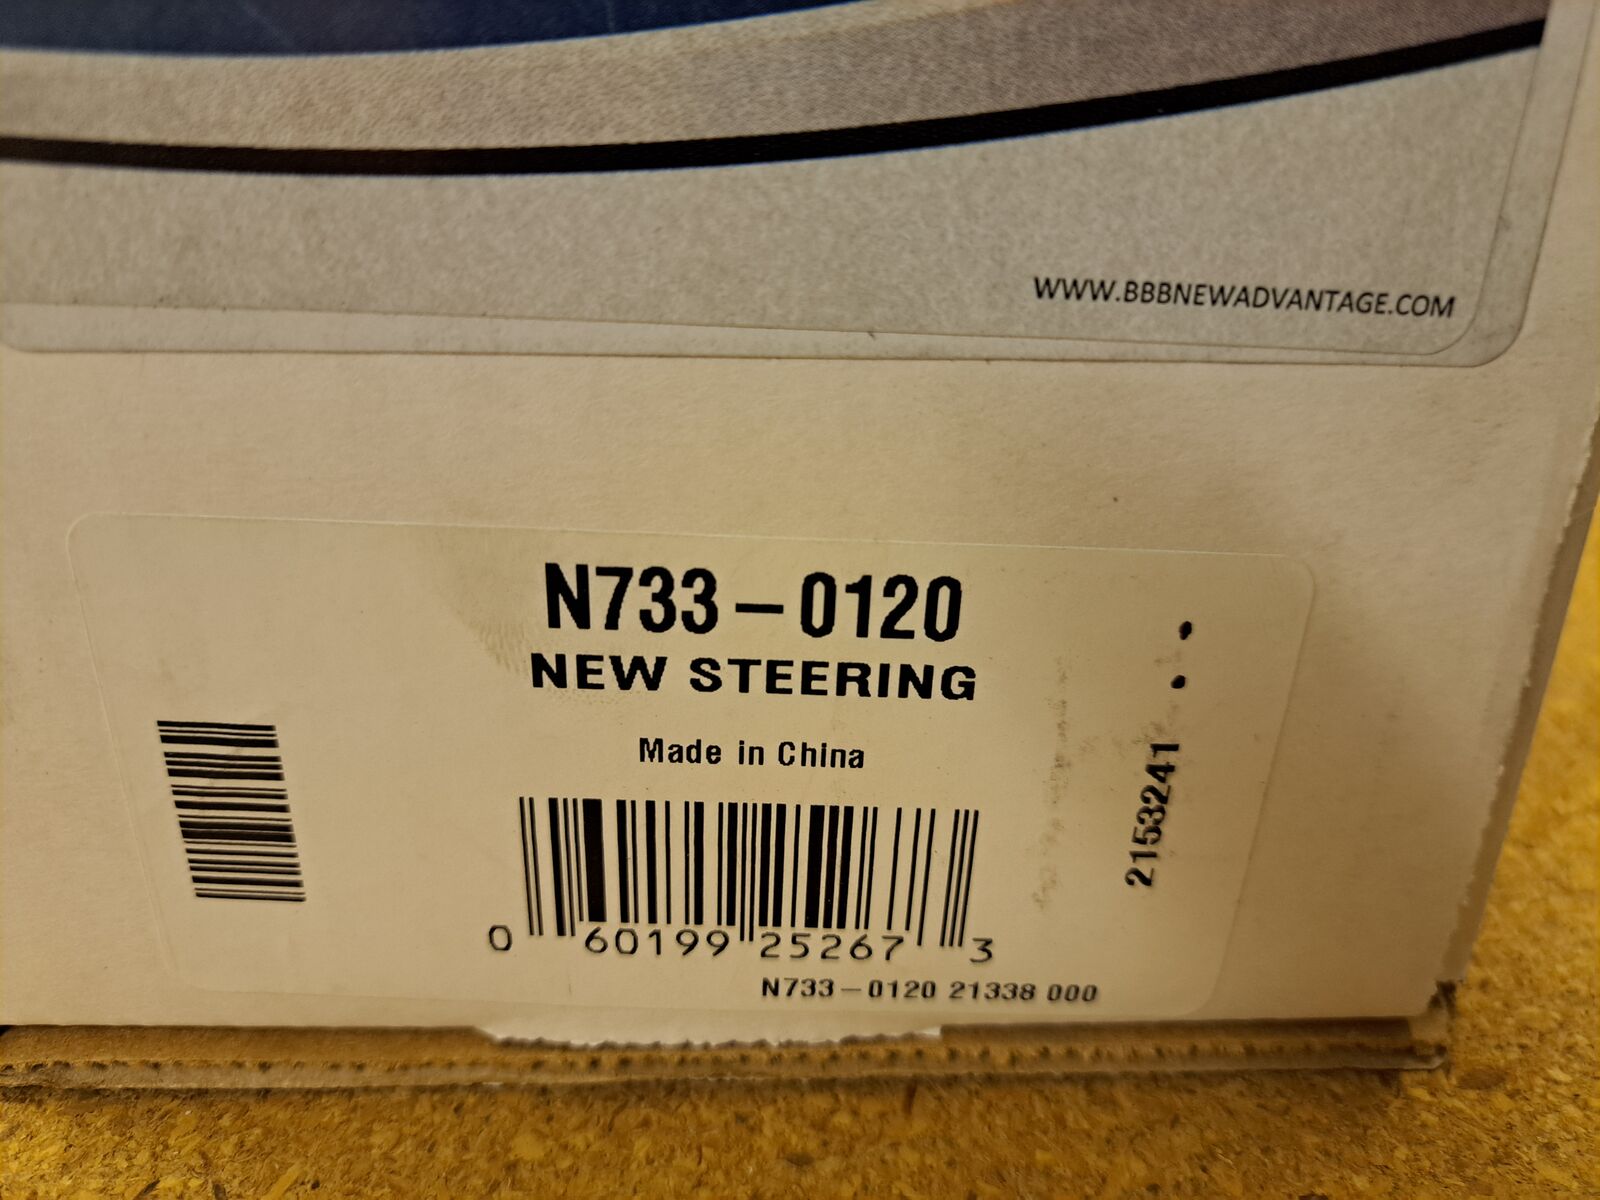 WWW.BBBNEWADVANTAGE.COM
N733-0120
NEW STEERING
Made in China
2153241
0 60199 25267 3
N733-0120 21338 000